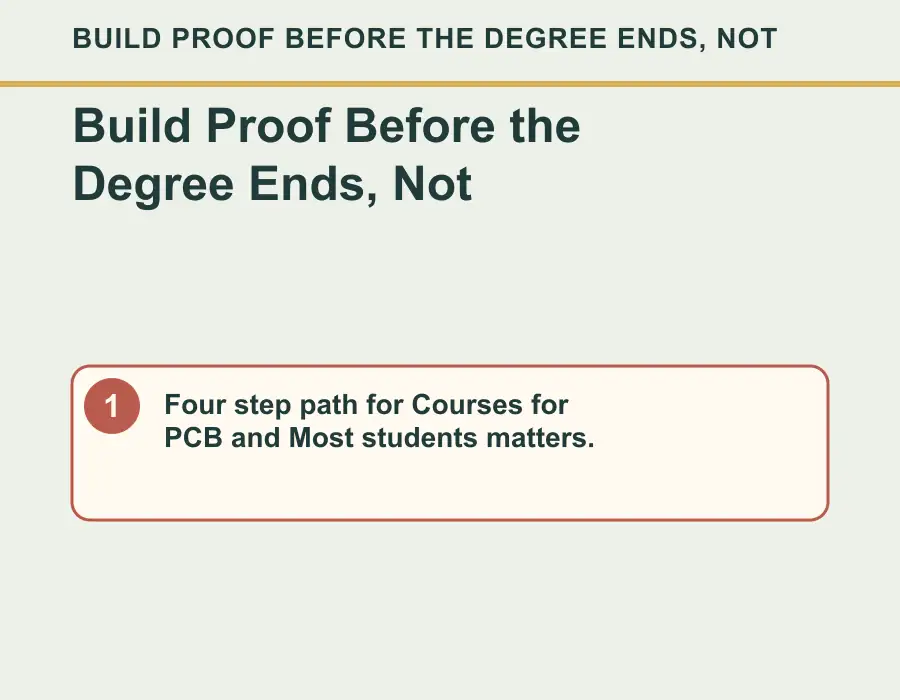 BUILD PROOF BEFORE THE DEGREE ENDS, NOT
Build Proof Before the
Degree Ends, Not
1
Four step path for Courses for
PCB and Most students matters.